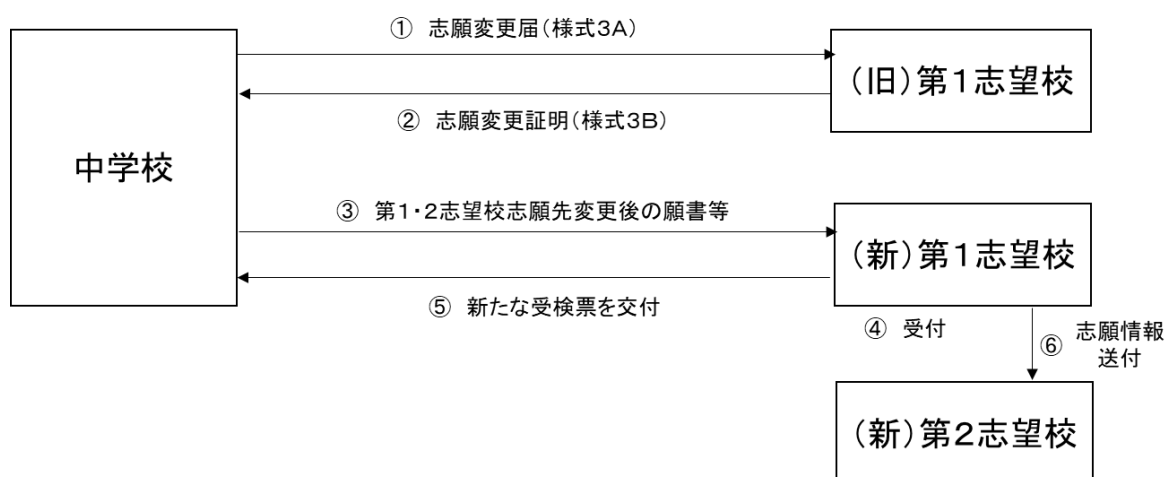 ① 志願変更届（様式3A）
（旧）第1志望校
② 志願変更証明（様式3B）
中学校
③ 第1・2志望校志願先変更後の願書等
（新）第1志望校
⑤ 新たな受検票を交付
④ 受付
⑥ 志願情報
送付
（新）第2志望校